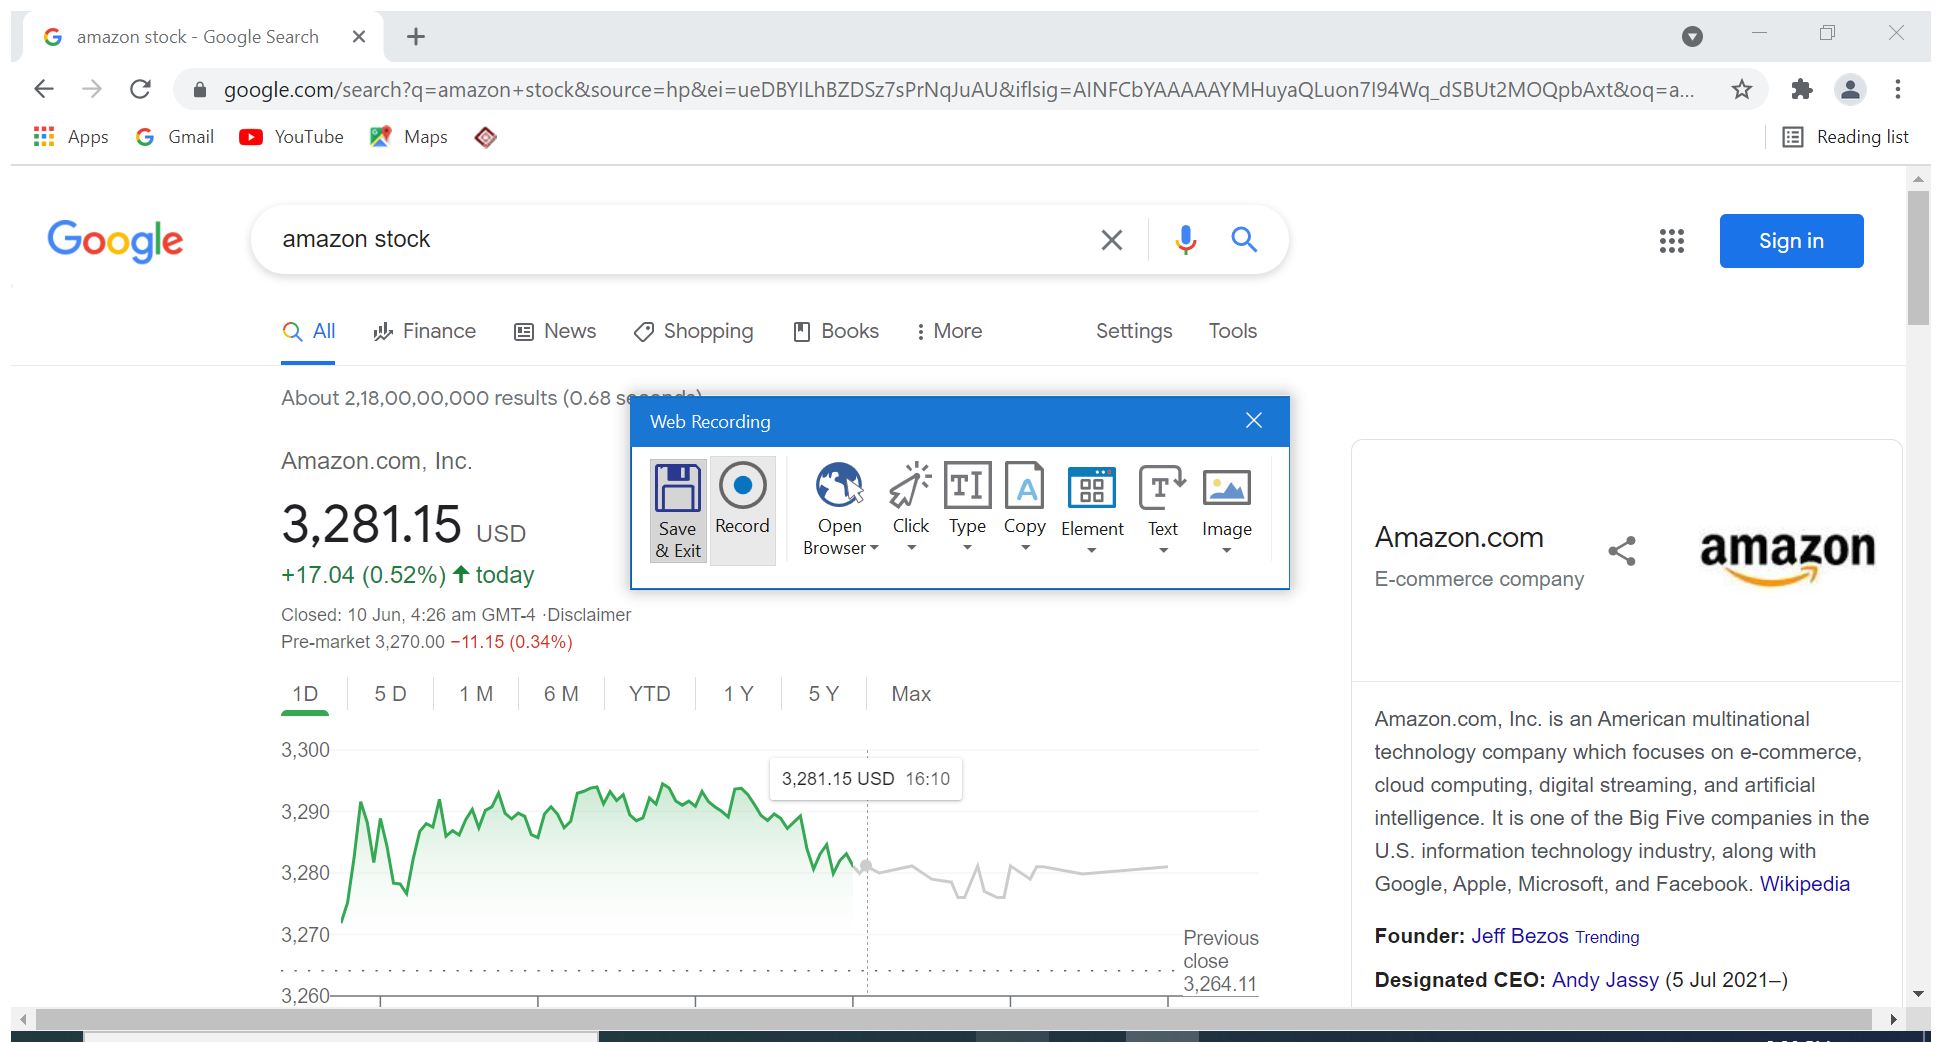 amazon stock - Google Search
google.com/search?q=amazon+stock&source=hp&ei=ueDBYILhBZDSz7sPrNqJuAU&iflsig=AINFCbYAAAAAYMHuyaQLuon7I94Wq_dSBUt2MOQpbAxt&oq=a...
Apps Gmail YouTube Maps Reading list
Google amazon stock Sign in
All Finance News Shopping Books More Settings Tools
About 2,18,00,00,000 results (0.68 seconds)
Web Recording
Save & Exit
Record
Open Browser
Click
Type
Copy
Element
Text
Image
Amazon.com, Inc.
3,281.15 USD
+17.04 (0.52%) today
Closed: 10 Jun, 4:26 am GMT-4 ·Disclaimer
Pre-market 3,270.00 −11.15 (0.34%)
1D 5 D 1 M 6 M YTD 1 Y 5 Y Max
3,300
3,281.15 USD 16:10
3,290
3,280
3,270
Previous
close
3,264.11
3,260
Amazon.com
E-commerce company
amazon
Amazon.com, Inc. is an American multinational
technology company which focuses on e-commerce,
cloud computing, digital streaming, and artificial
intelligence. It is one of the Big Five companies in the
U.S. information technology industry, along with
Google, Apple, Microsoft, and Facebook. Wikipedia
Founder: Jeff Bezos Trending
Designated CEO: Andy Jassy (5 Jul 2021–)